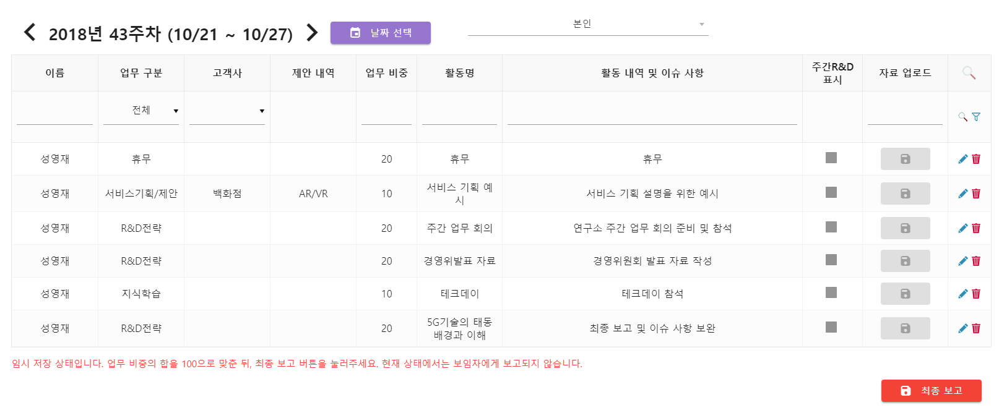 2018년 43주차 (10/21 ~ 10/27) 날짜 선택 본인
이름 업무 구분 고객사 제안 내역 업무 비중 활동명 활동 내역 및 이슈 사항 주간R&D 표시 자료 업로드
전체
성영재 휴무 20 휴무 휴무
성영재 서비스기획/제안 백화점 AR/VR 10 서비스 기획 예시 서비스 기획 설명을 위한 예시
성영재 R&D전략 20 주간 업무 회의 연구소 주간 업무 회의 준비 및 참석
성영재 R&D전략 20 경영위발표 자료 경영위원회 발표 자료 작성
성영재 지식학습 10 테크데이 테크데이 참석
성영재 R&D전략 20 5G기술의 태동 배경과 이해 최종 보고 및 이슈 사항 보완
임시 저장 상태입니다. 업무 비중의 합을 100으로 맞춘 뒤, 최종 보고 버튼을 눌러주세요. 현재 상태에서는 보임자에게 보고되지 않습니다.
최종 보고